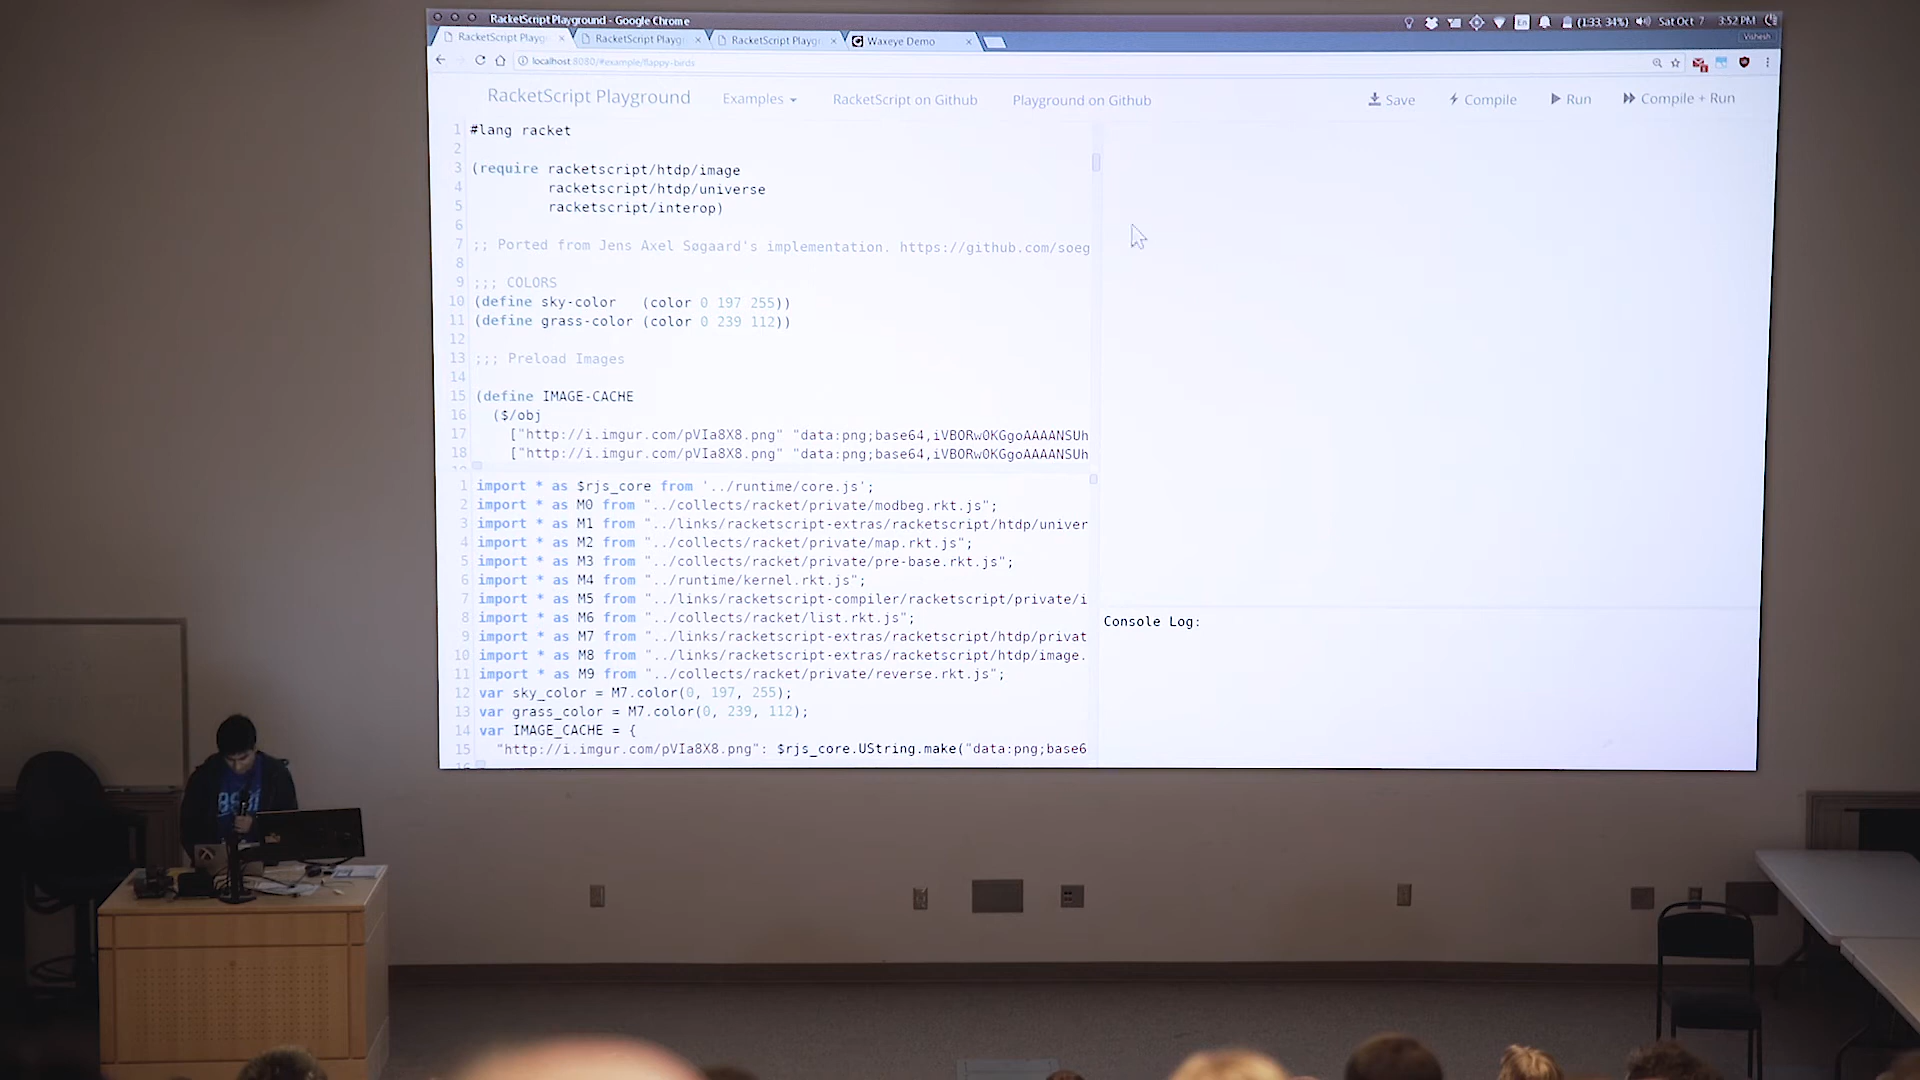 RacketScript Playground - Google Chrome
En (1:33, 34%) Sat Oct 7 3:52 PM
RacketScript Playg × RacketScript Playg × RacketScript Playg × Waxeye Demo × Vishesh
localhost:8080/#example/flappy-birds
RacketScript Playground Examples RacketScript on Github Playground on Github Save Compile Run Compile + Run
1 #lang racket
2
3 (require racketscript/htdp/image
4 racketscript/htdp/universe
5 racketscript/interop)
6
7 ;; Ported from Jens Axel Søgaard's implementation. https://github.com/soeg
8
9 ;;; COLORS
10 (define sky-color (color 0 197 255))
11 (define grass-color (color 0 239 112))
12
13 ;;; Preload Images
14
15 (define IMAGE-CACHE
16 ($/obj
17 ["http://i.imgur.com/pVIa8X8.png" "data:png;base64,iVBORw0KGgoAAAANSUh
18 ["http://i.imgur.com/pVIa8X8.png" "data:png;base64,iVBORw0KGgoAAAANSUh
1 import * as $rjs_core from '../runtime/core.js';
2 import * as M0 from "../collects/racket/private/modbeg.rkt.js";
3 import * as M1 from "../links/racketscript-extras/racketscript/htdp/univer
4 import * as M2 from "../collects/racket/private/map.rkt.js";
5 import * as M3 from "../collects/racket/private/pre-base.rkt.js";
6 import * as M4 from "../runtime/kernel.rkt.js";
7 import * as M5 from "../links/racketscript-compiler/racketscript/private/i
8 import * as M6 from "../collects/racket/list.rkt.js";
9 import * as M7 from "../links/racketscript-extras/racketscript/htdp/privat
10 import * as M8 from "../links/racketscript-extras/racketscript/htdp/image.
11 import * as M9 from "../collects/racket/private/reverse.rkt.js";
12 var sky_color = M7.color(0, 197, 255);
13 var grass_color = M7.color(0, 239, 112);
14 var IMAGE_CACHE = {
15 "http://i.imgur.com/pVIa8X8.png": $rjs_core.UString.make("data:png;base6
Console Log: